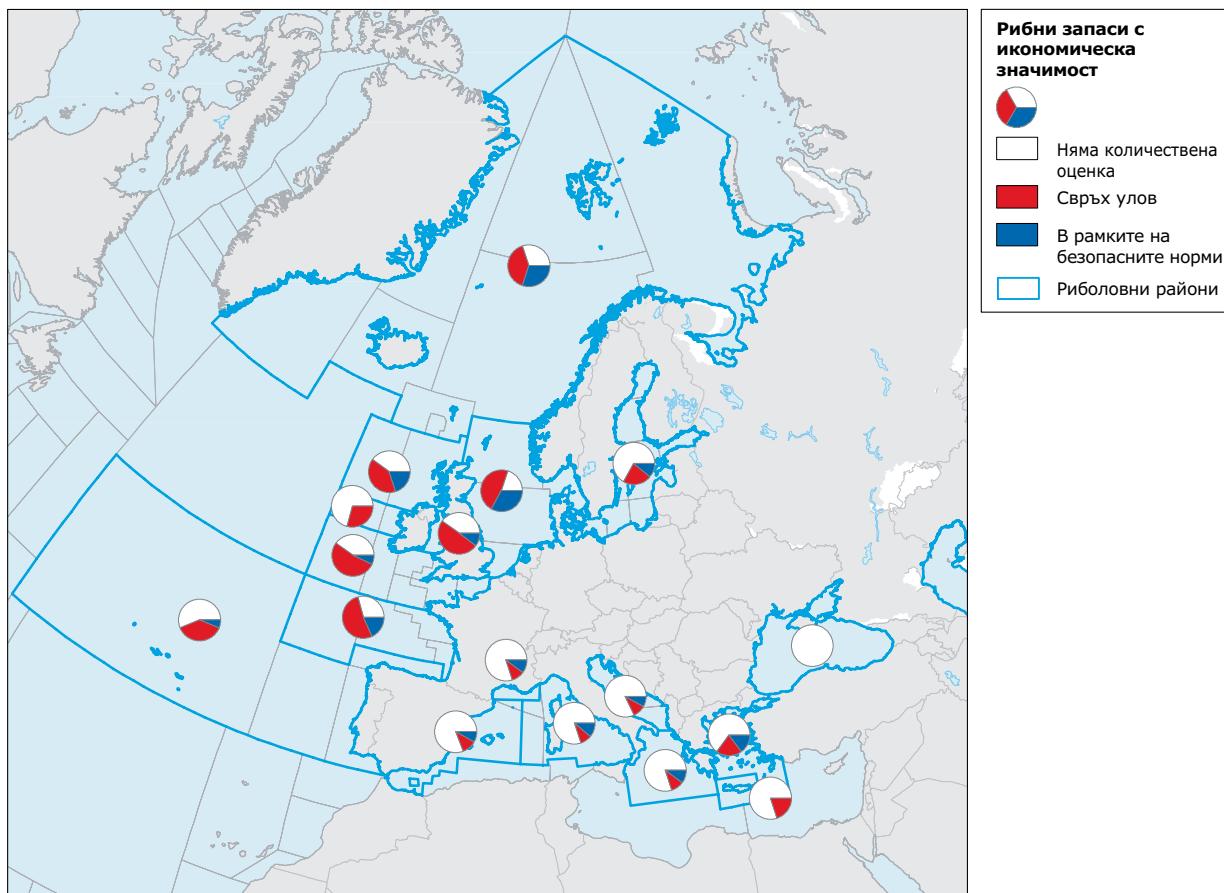 Рибни запаси с
икономическа
значимост
Няма количествена
оценка
Свръх улов
В рамките на
безопасните норми
Риболовни райони